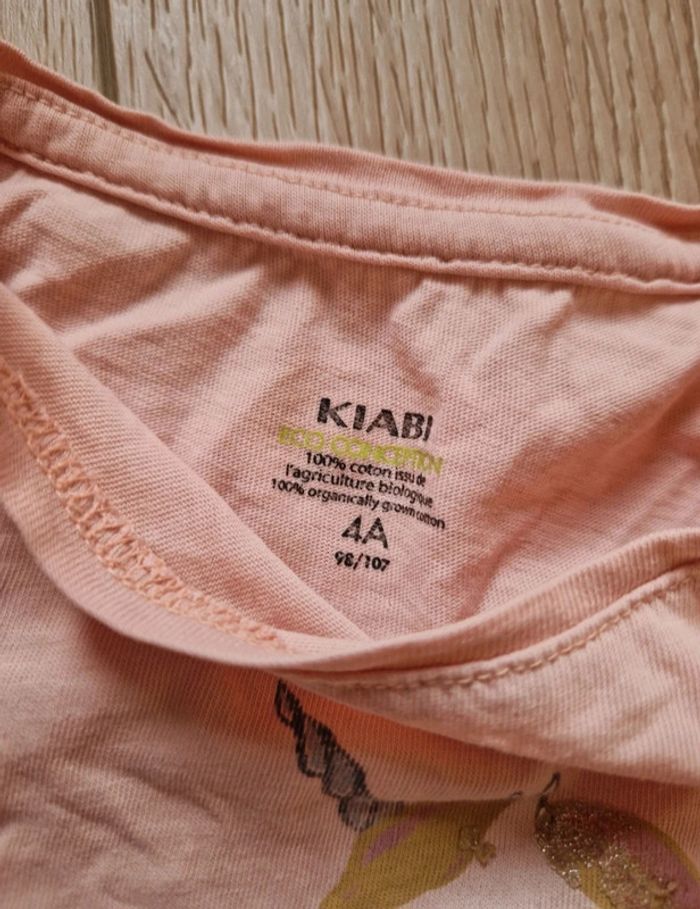 KIABI
ECO CONCEPTION
100% coton issu de
l'agriculture biologique
100% organically grown cotton
4A
98/107